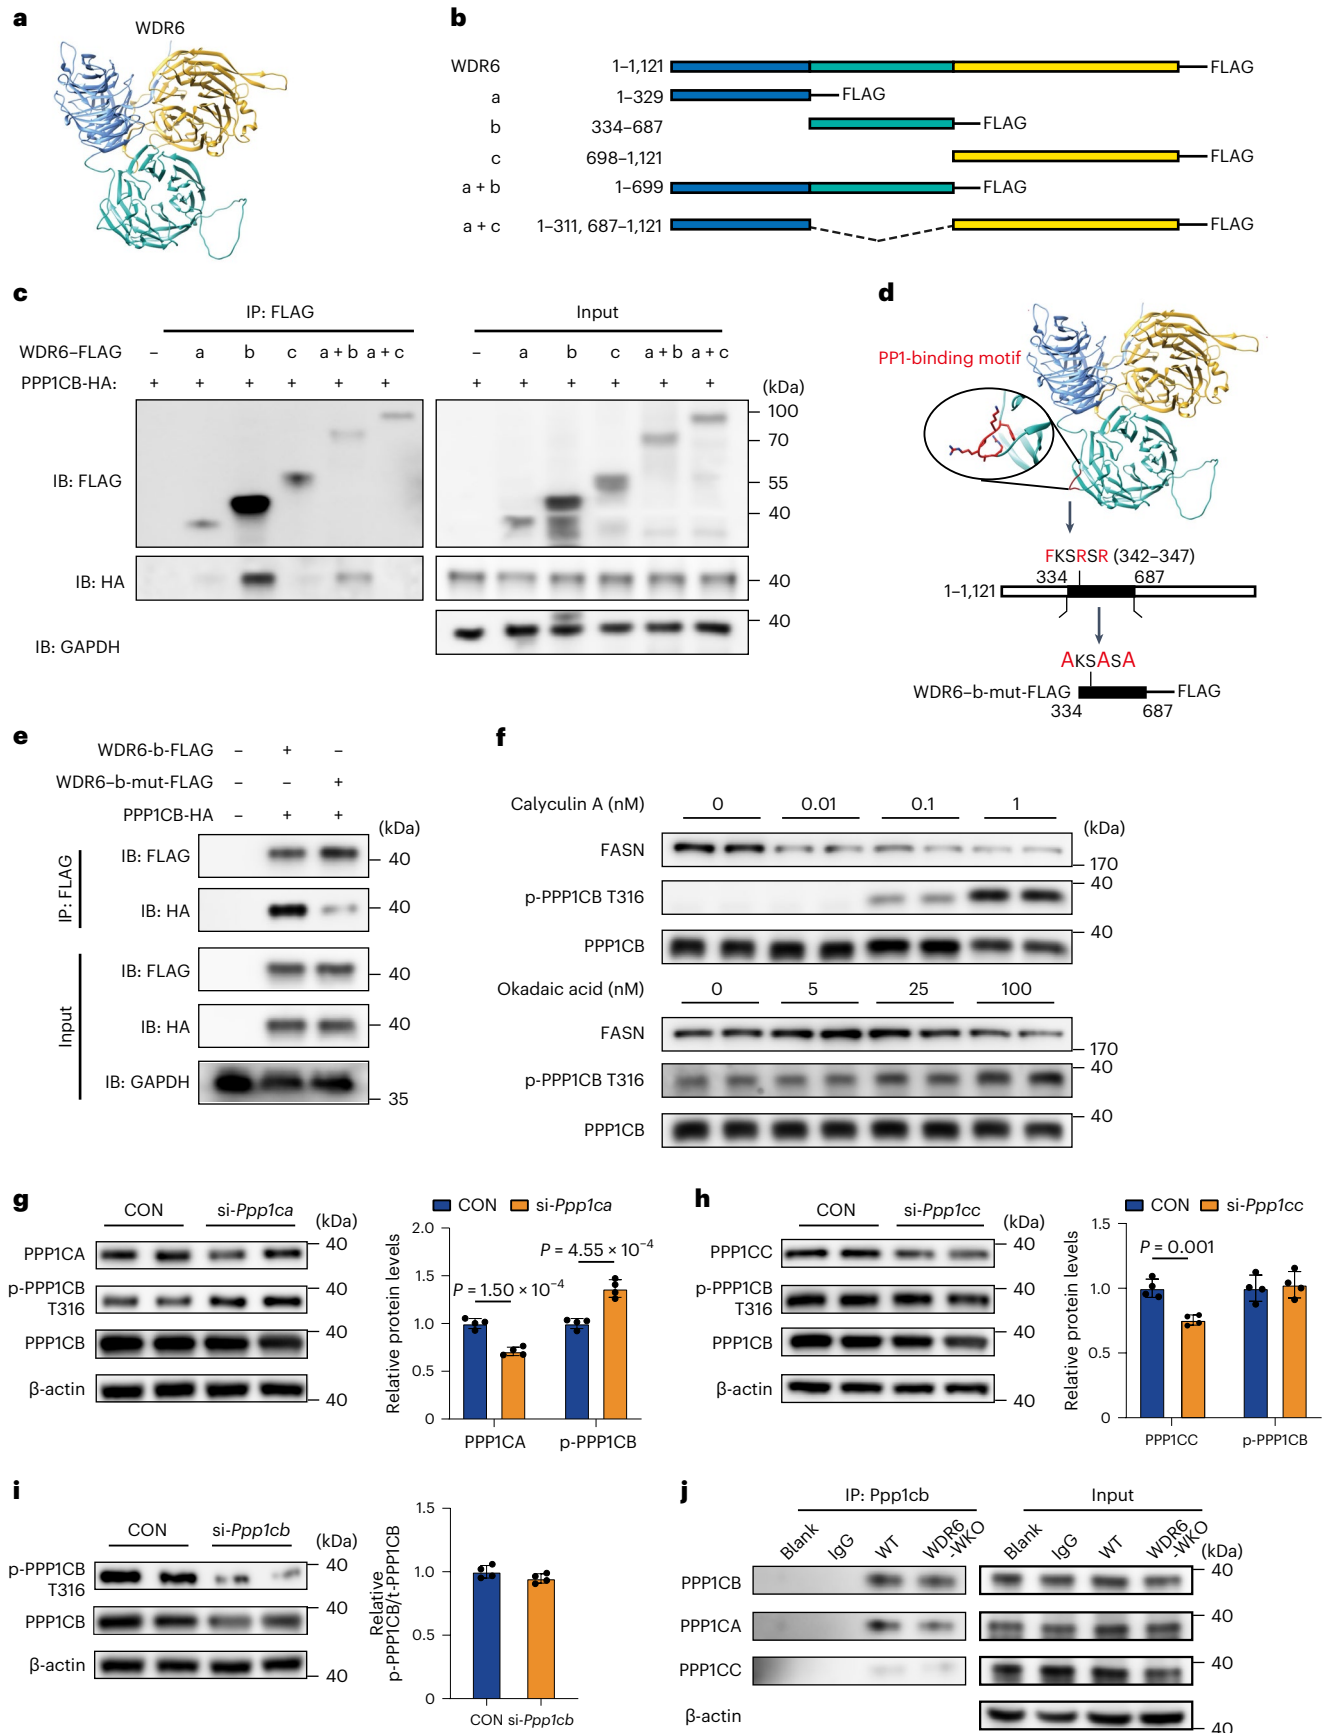 a
WDR6
b
WDR6 1–1,121 FLAG
a 1–329 FLAG
b 334–687 FLAG
c 698–1,121 FLAG
a + b 1–699 FLAG
a + c 1–311, 687–1,121 FLAG
c
IP: FLAG Input
WDR6–FLAG – a b c a + b a + c – a b c a + b a + c
PPP1CB-HA: + + + + + + + + + + + + (kDa)
IB: FLAG
100
70
55
40
IB: HA 40
IB: GAPDH 40
d
PP1-binding motif
FKSRSR (342–347)
334 687
1–1,121
AKSASA
WDR6–b-mut-FLAG FLAG
334 687
e
WDR6-b-FLAG – + –
WDR6–b-mut-FLAG – – +
PPP1CB-HA – + +
(kDa)
IP: FLAG
IB: FLAG 40
IB: HA 40
Input
IB: FLAG 40
IB: HA 40
IB: GAPDH 35
f
Calyculin A (nM) 0 0.01 0.1 1
(kDa)
FASN 170
p-PPP1CB T316 40
PPP1CB 40
Okadaic acid (nM) 0 5 25 100
FASN 170
p-PPP1CB T316 40
PPP1CB 40
g
CON si-Ppp1ca (kDa)
PPP1CA 40
p-PPP1CB T316 40
PPP1CB 40
β-actin 40
CON si-Ppp1ca
Relative protein levels
2.0
1.5
1.0
0.5
0
P = 1.50 × 10⁻⁴
P = 4.55 × 10⁻⁴
PPP1CA p-PPP1CB
h
CON si-Ppp1cc (kDa)
PPP1CC 40
p-PPP1CB T316 40
PPP1CB 40
β-actin 40
CON si-Ppp1cc
Relative protein levels
1.5
1.0
0.5
0
P = 0.001
PPP1CC p-PPP1CB
i
CON si-Ppp1cb (kDa)
p-PPP1CB T316 40
PPP1CB 40
β-actin 40
Relative
p-PPP1CB/t-PPP1CB
1.5
1.0
0.5
0
CON si-Ppp1cb
j
IP: Ppp1cb Input
Blank IgG WT WDR6-WKO Blank IgG WT WDR6-WKO (kDa)
PPP1CB 40
PPP1CA 40
PPP1CC 40
β-actin 40